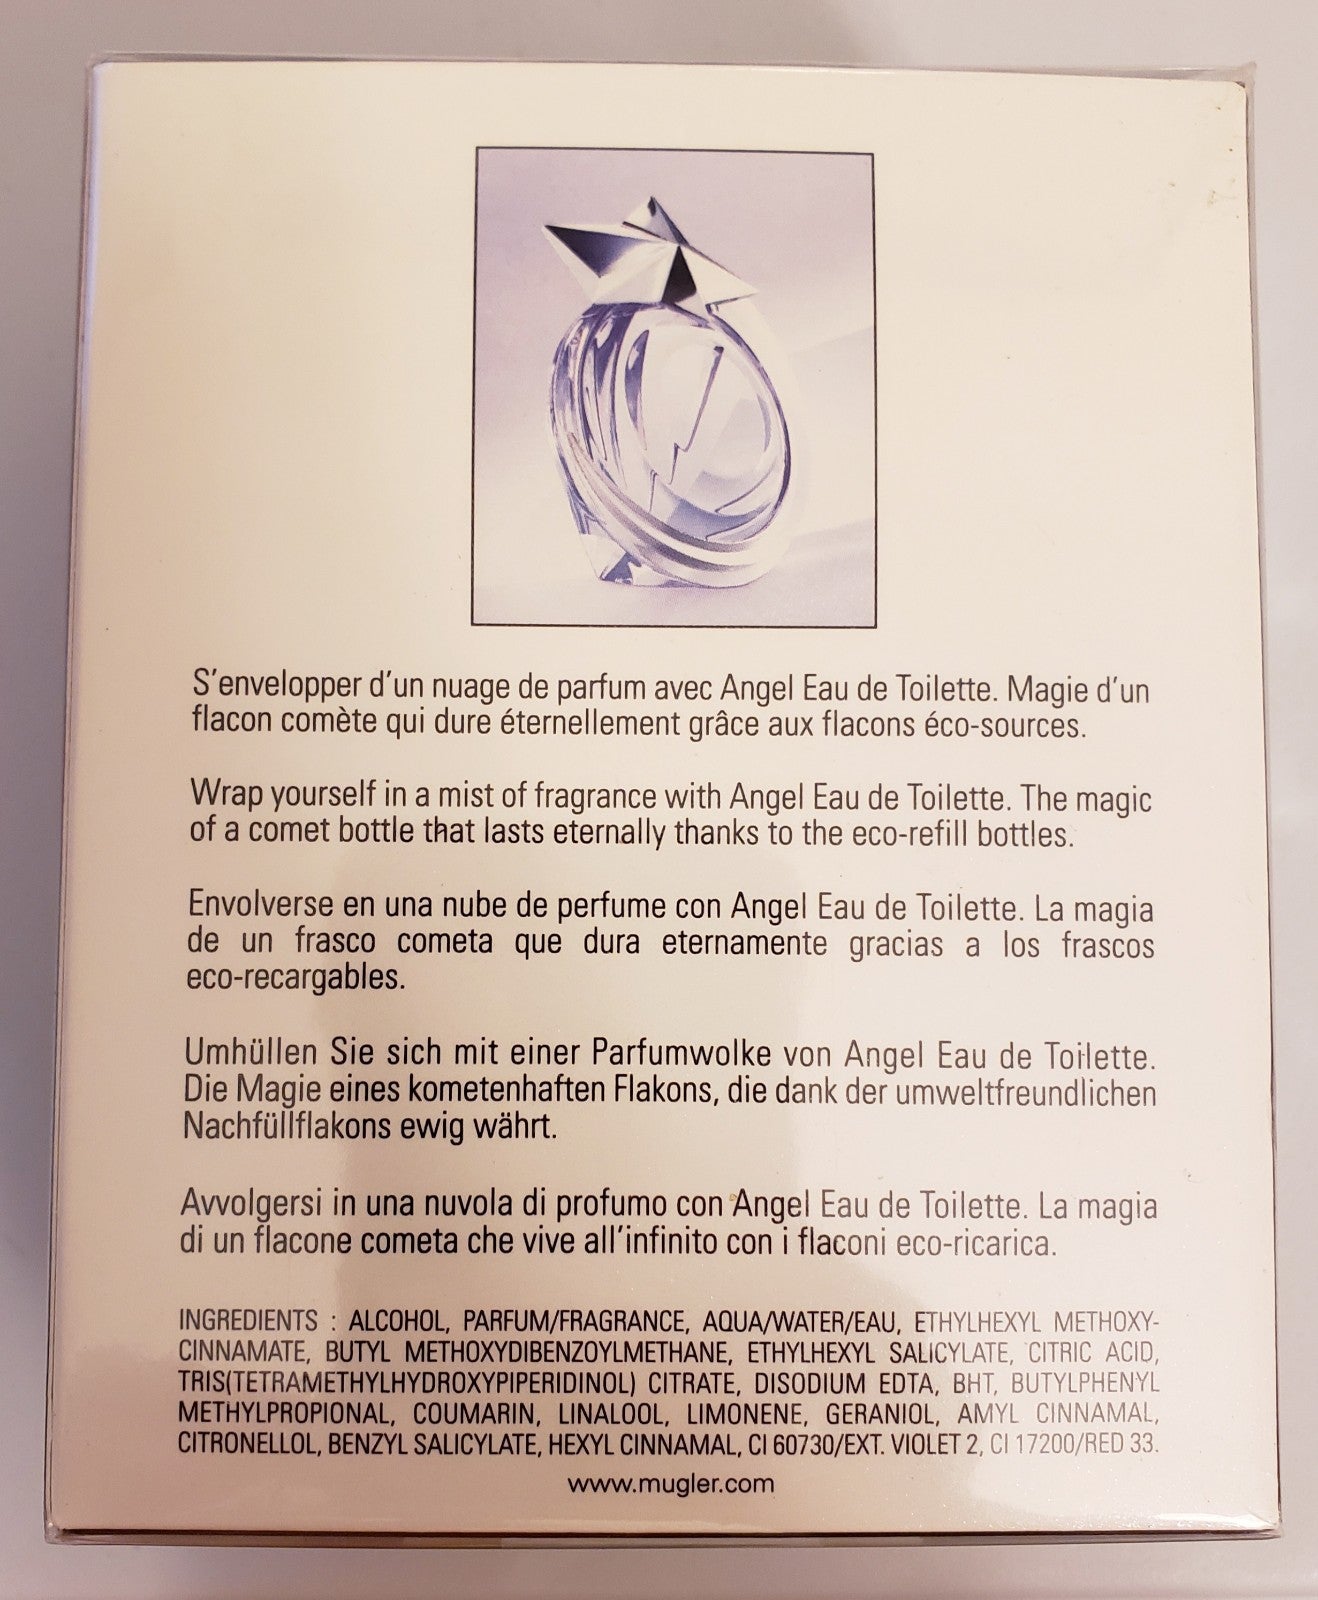 S'envelopper d'un nuage de parfum avec Angel Eau de Toilette. Magie d'un
flacon comète qui dure éternellement grâce aux flacons éco-sources.
Wrap yourself in a mist of fragrance with Angel Eau de Toilette. The magic
of a comet bottle that lasts eternally thanks to the eco-refill bottles.
Envolverse en una nube de perfume con Angel Eau de Toilette. La magia
de un frasco cometa que dura eternamente gracias a los frascos
eco-recargables.
Umhüllen Sie sich mit einer Parfumwolke von Angel Eau de Toilette.
Die Magie eines kometenhaften Flakons, die dank der umweltfreundlichen
Nachfüllflakons ewig währt.
Avvolgersi in una nuvola di profumo con Angel Eau de Toilette. La magia
di un flacone cometa che vive all'infinito con i flaconi eco-ricarica.
INGREDIENTS : ALCOHOL, PARFUM/FRAGRANCE, AQUA/WATER/EAU, ETHYLHEXYL METHOXY-
CINNAMATE, BUTYL METHOXYDIBENZOYLMETHANE, ETHYLHEXYL SALICYLATE, CITRIC ACID,
TRIS(TETRAMETHYLHYDROXYPIPERIDINOL) CITRATE, DISODIUM EDTA, BHT, BUTYLPHENYL
METHYLPROPIONAL, COUMARIN, LINALOOL, LIMONENE, GERANIOL, AMYL CINNAMAL,
CITRONELLOL, BENZYL SALICYLATE, HEXYL CINNAMAL, CI 60730/EXT. VIOLET 2, CI 17200/RED 33.
www.mugler.com